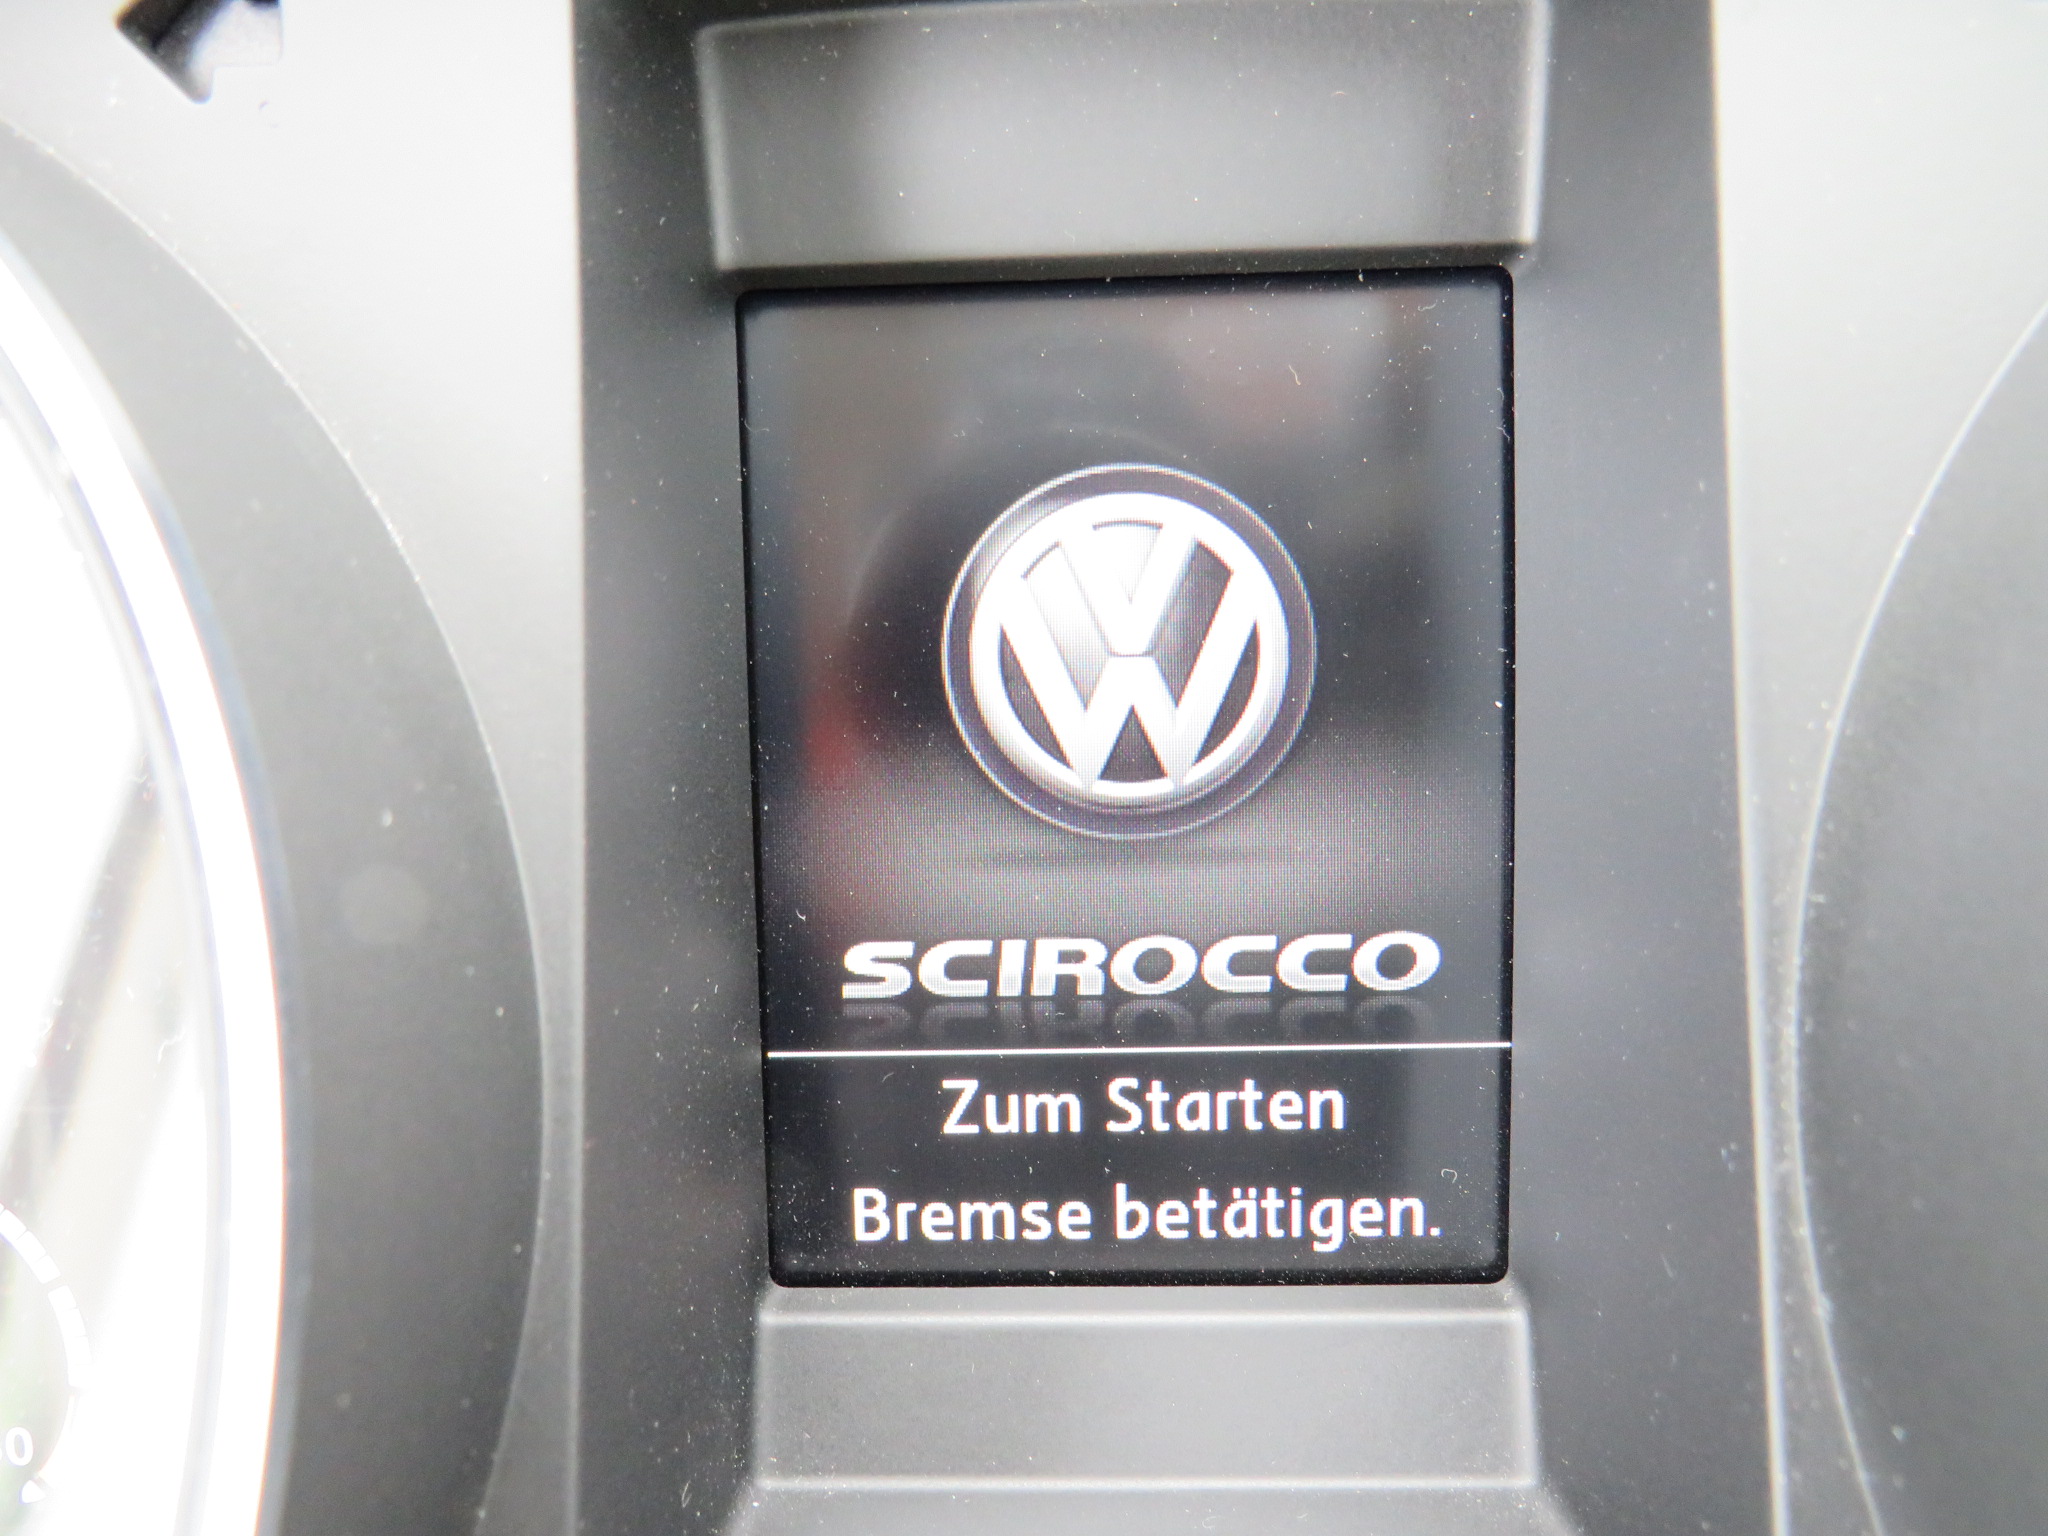 SCIROCCO
Zum Starten
Bremse betätigen.